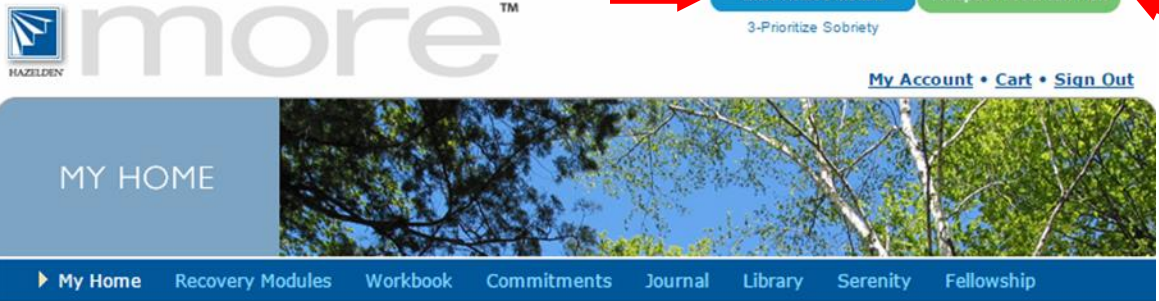 more™
HAZELDEN
3-Prioritize Sobriety
My Account • Cart • Sign Out
MY HOME
My Home Recovery Modules Workbook Commitments Journal Library Serenity Fellowship